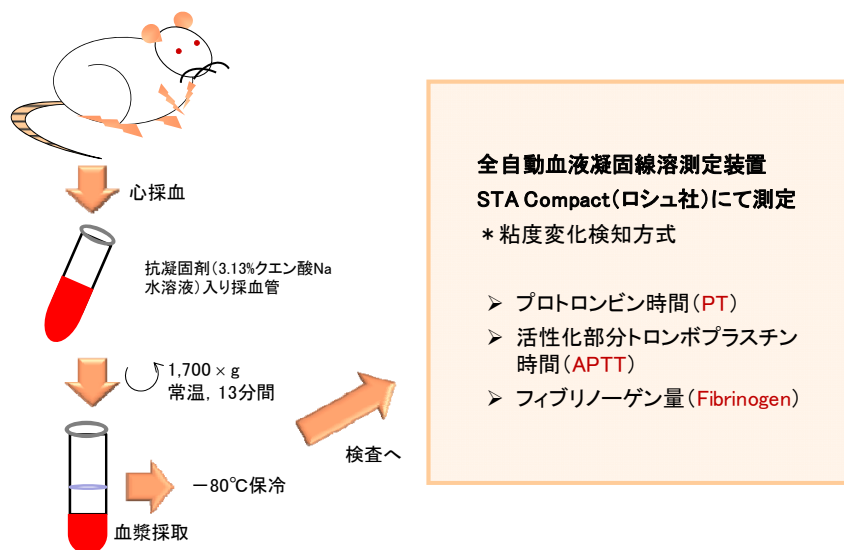 心採血
抗凝固剤(3.13%クエン酸Na
水溶液)入り採血管
1,700 × g
常温, 13分間
血漿採取
-80℃保冷
検査へ
全自動血液凝固線溶測定装置
STA Compact(ロシュ社)にて測定
*粘度変化検知方式
➢ プロトロンビン時間(PT)
➢ 活性化部分トロンボプラスチン
時間(APTT)
➢ フィブリノーゲン量(Fibrinogen)